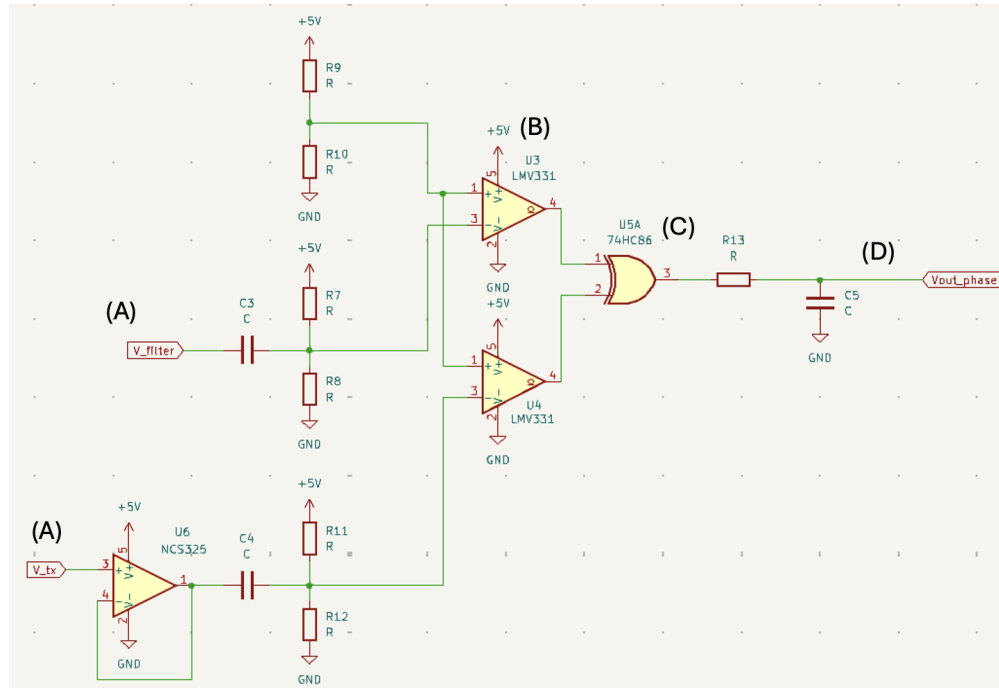 +5V
R9
R
R10
R
GND
+5V
(B)
U3
LMV331
1
+
5
V+
4
3
-
V-
2
GND
(A)
V_filter
C3
C
+5V
R7
R
R8
R
GND
+5V
1
+
5
V+
4
3
-
V-
2
U4
LMV331
GND
U5A
74HC86
(C)
1
2
3
R13
R
(D)
Vout_phase
C5
C
GND
(A)
V_tx
+5V
U6
NCS325
3
+
5
V+
1
4
-
V-
2
GND
C4
C
+5V
R11
R
R12
R
GND